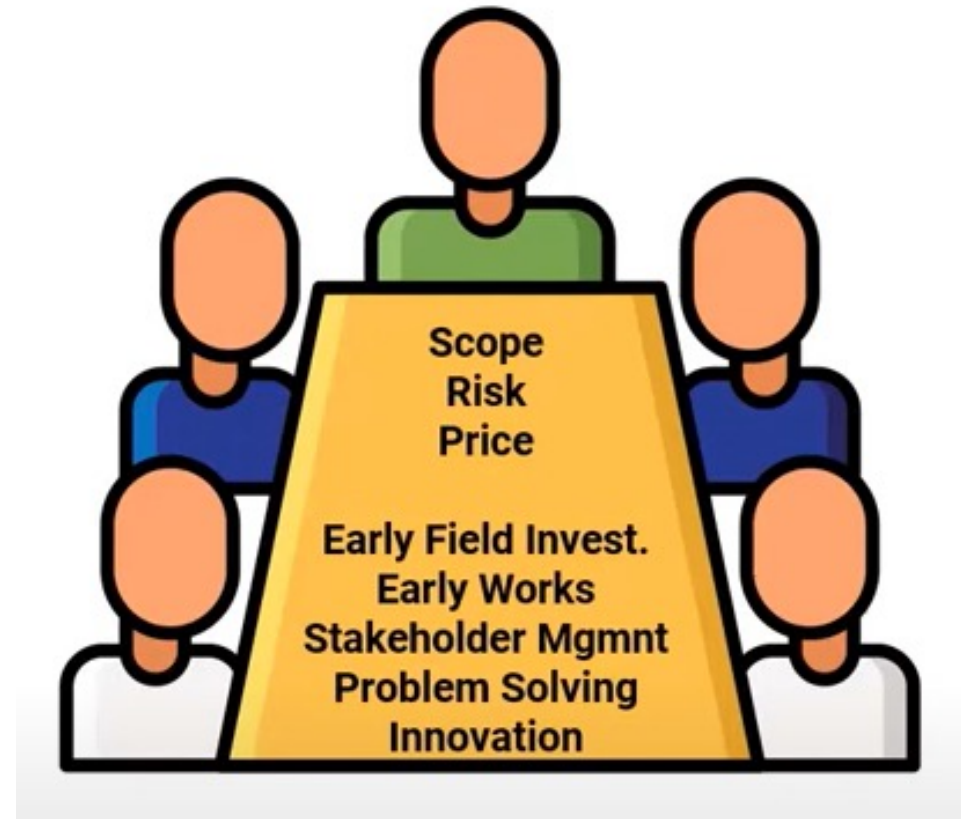 Scope
Risk
Price
Early Field Invest.
Early Works
Stakeholder Mgmnt
Problem Solving
Innovation